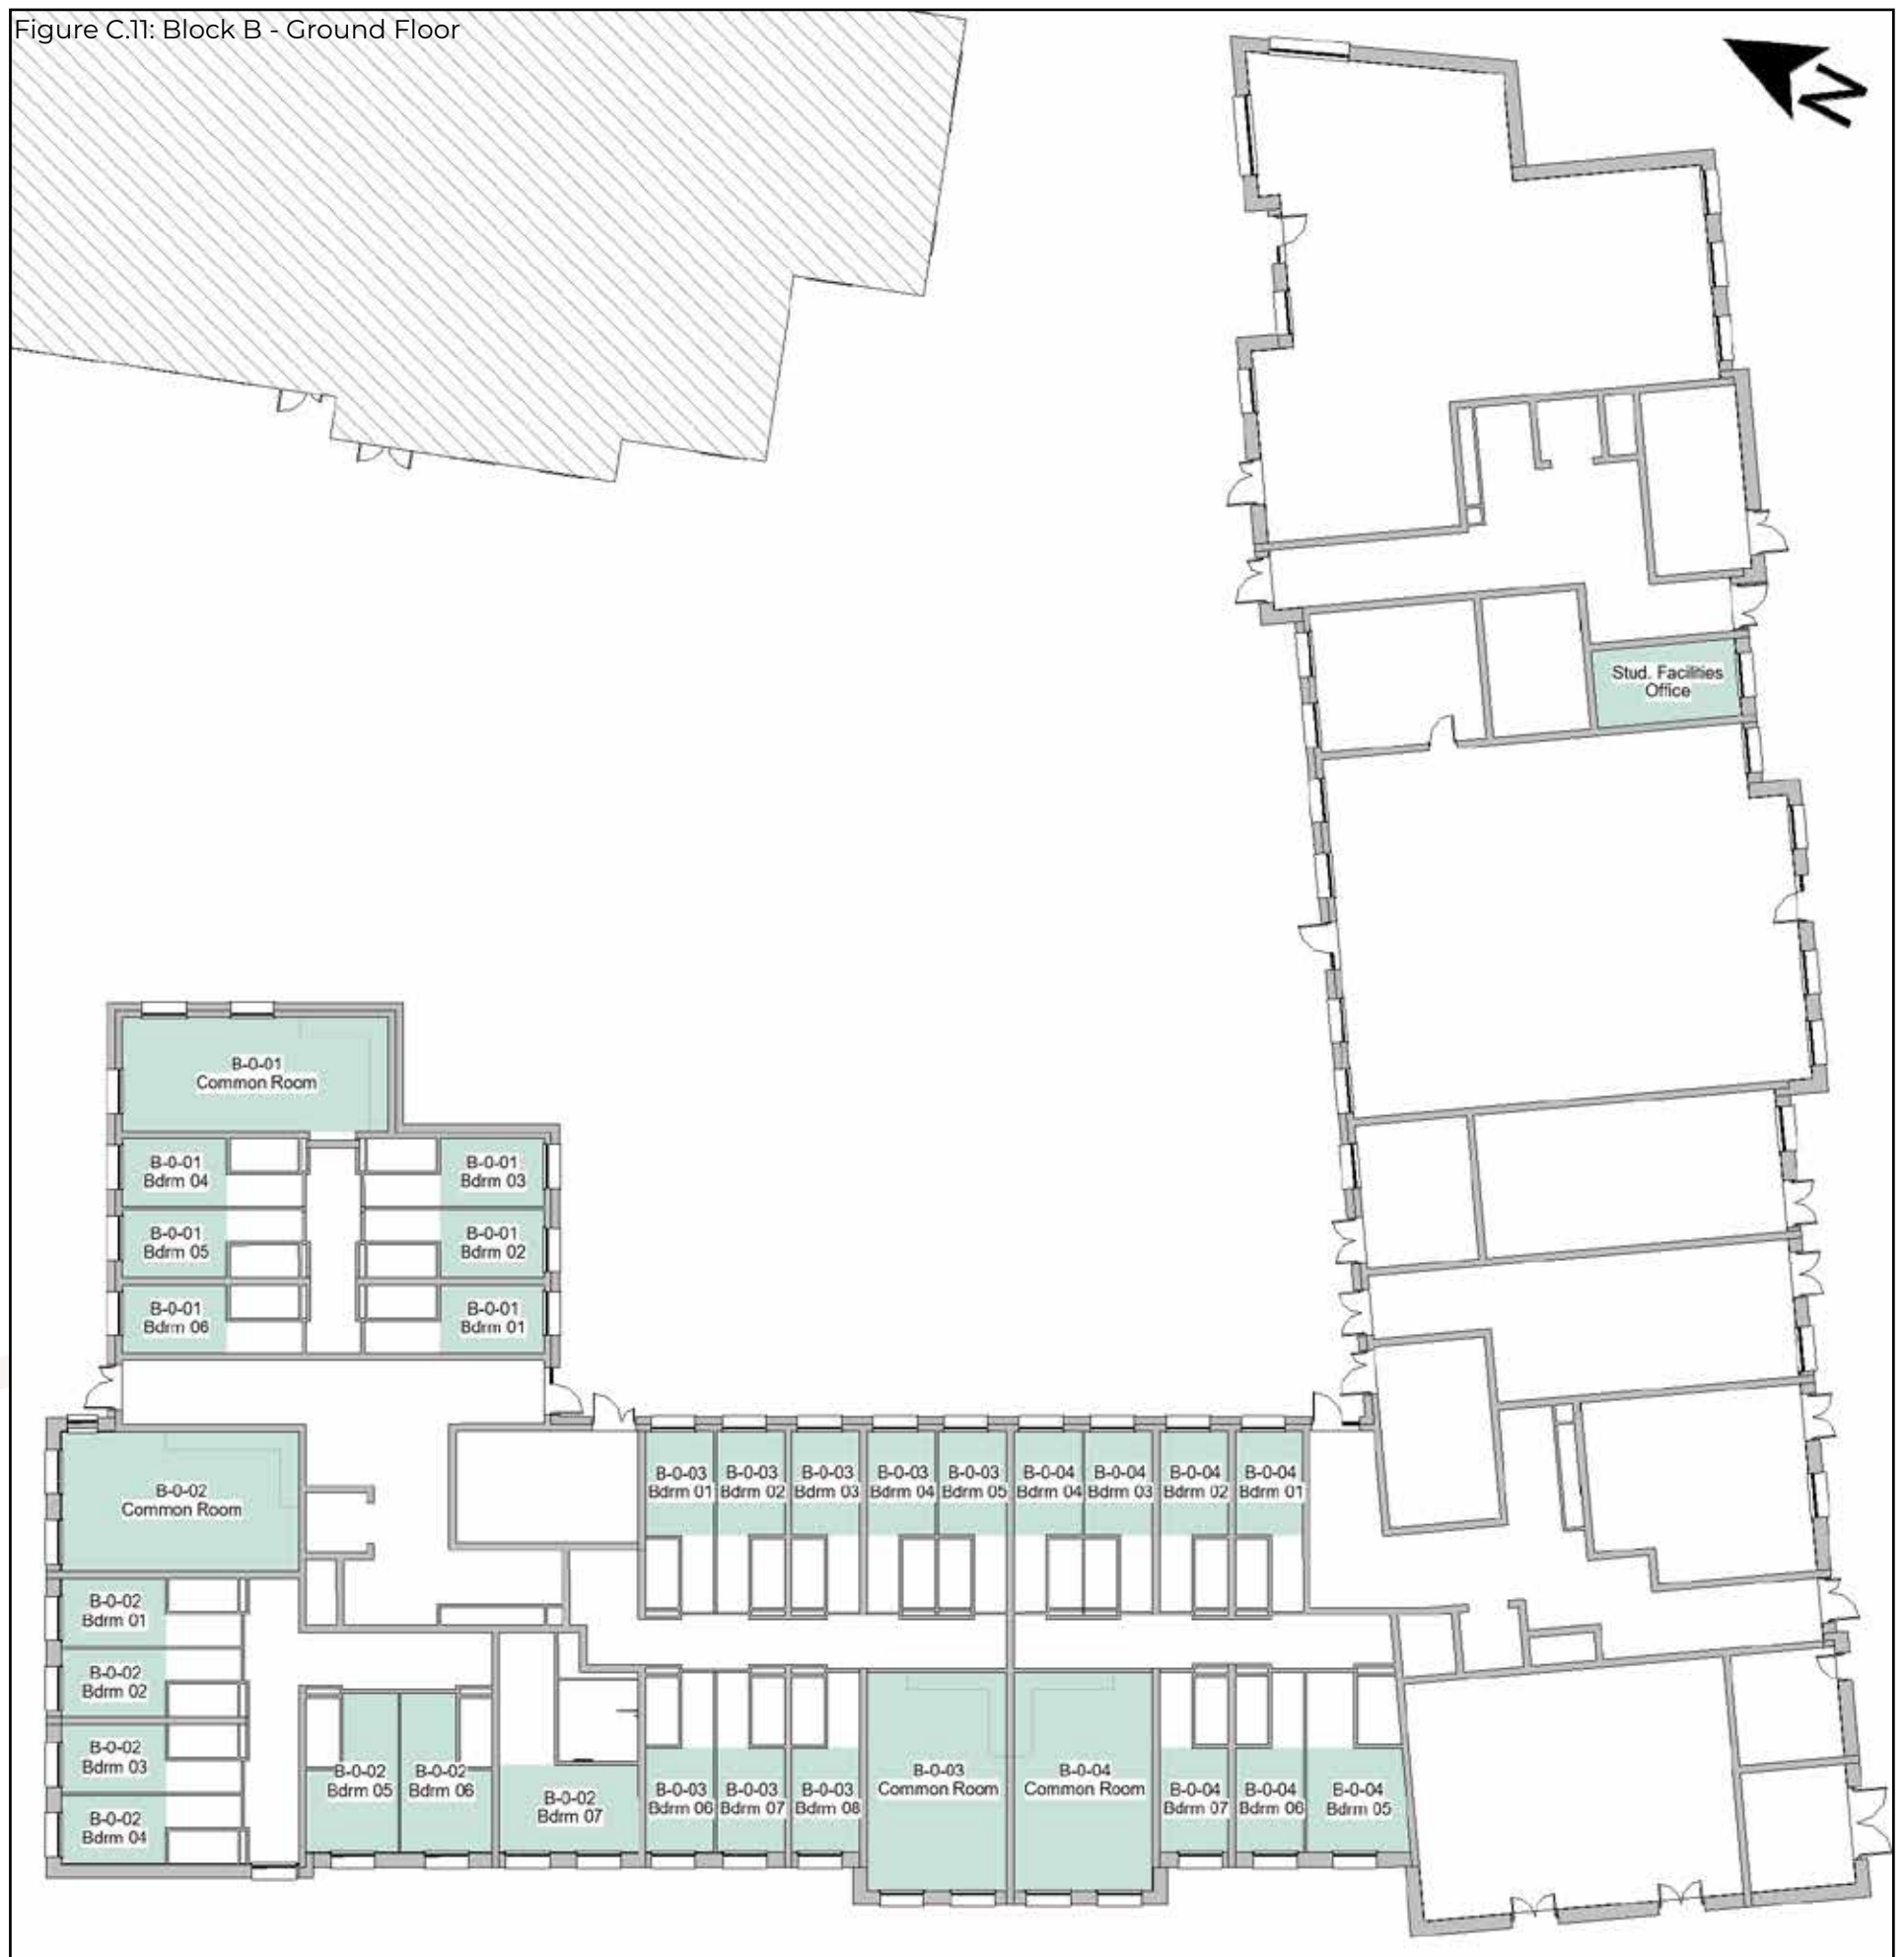 Figure C.11: Block B - Ground Floor
N
Stud. Facilities
Office
B-0-01
Common Room
B-0-01
Bdrm 04
B-0-01
Bdrm 03
B-0-01
Bdrm 05
B-0-01
Bdrm 02
B-0-01
Bdrm 06
B-0-01
Bdrm 01
B-0-02
Common Room
B-0-03
Bdrm 01
B-0-03
Bdrm 02
B-0-03
Bdrm 03
B-0-03
Bdrm 04
B-0-03
Bdrm 05
B-0-04
Bdrm 04
B-0-04
Bdrm 03
B-0-04
Bdrm 02
B-0-04
Bdrm 01
B-0-02
Bdrm 01
B-0-02
Bdrm 02
B-0-02
Bdrm 03
B-0-02
Bdrm 04
B-0-02
Bdrm 05
B-0-02
Bdrm 06
B-0-02
Bdrm 07
B-0-03
Bdrm 06
B-0-03
Bdrm 07
B-0-03
Bdrm 08
B-0-03
Common Room
B-0-04
Common Room
B-0-04
Bdrm 07
B-0-04
Bdrm 06
B-0-04
Bdrm 05